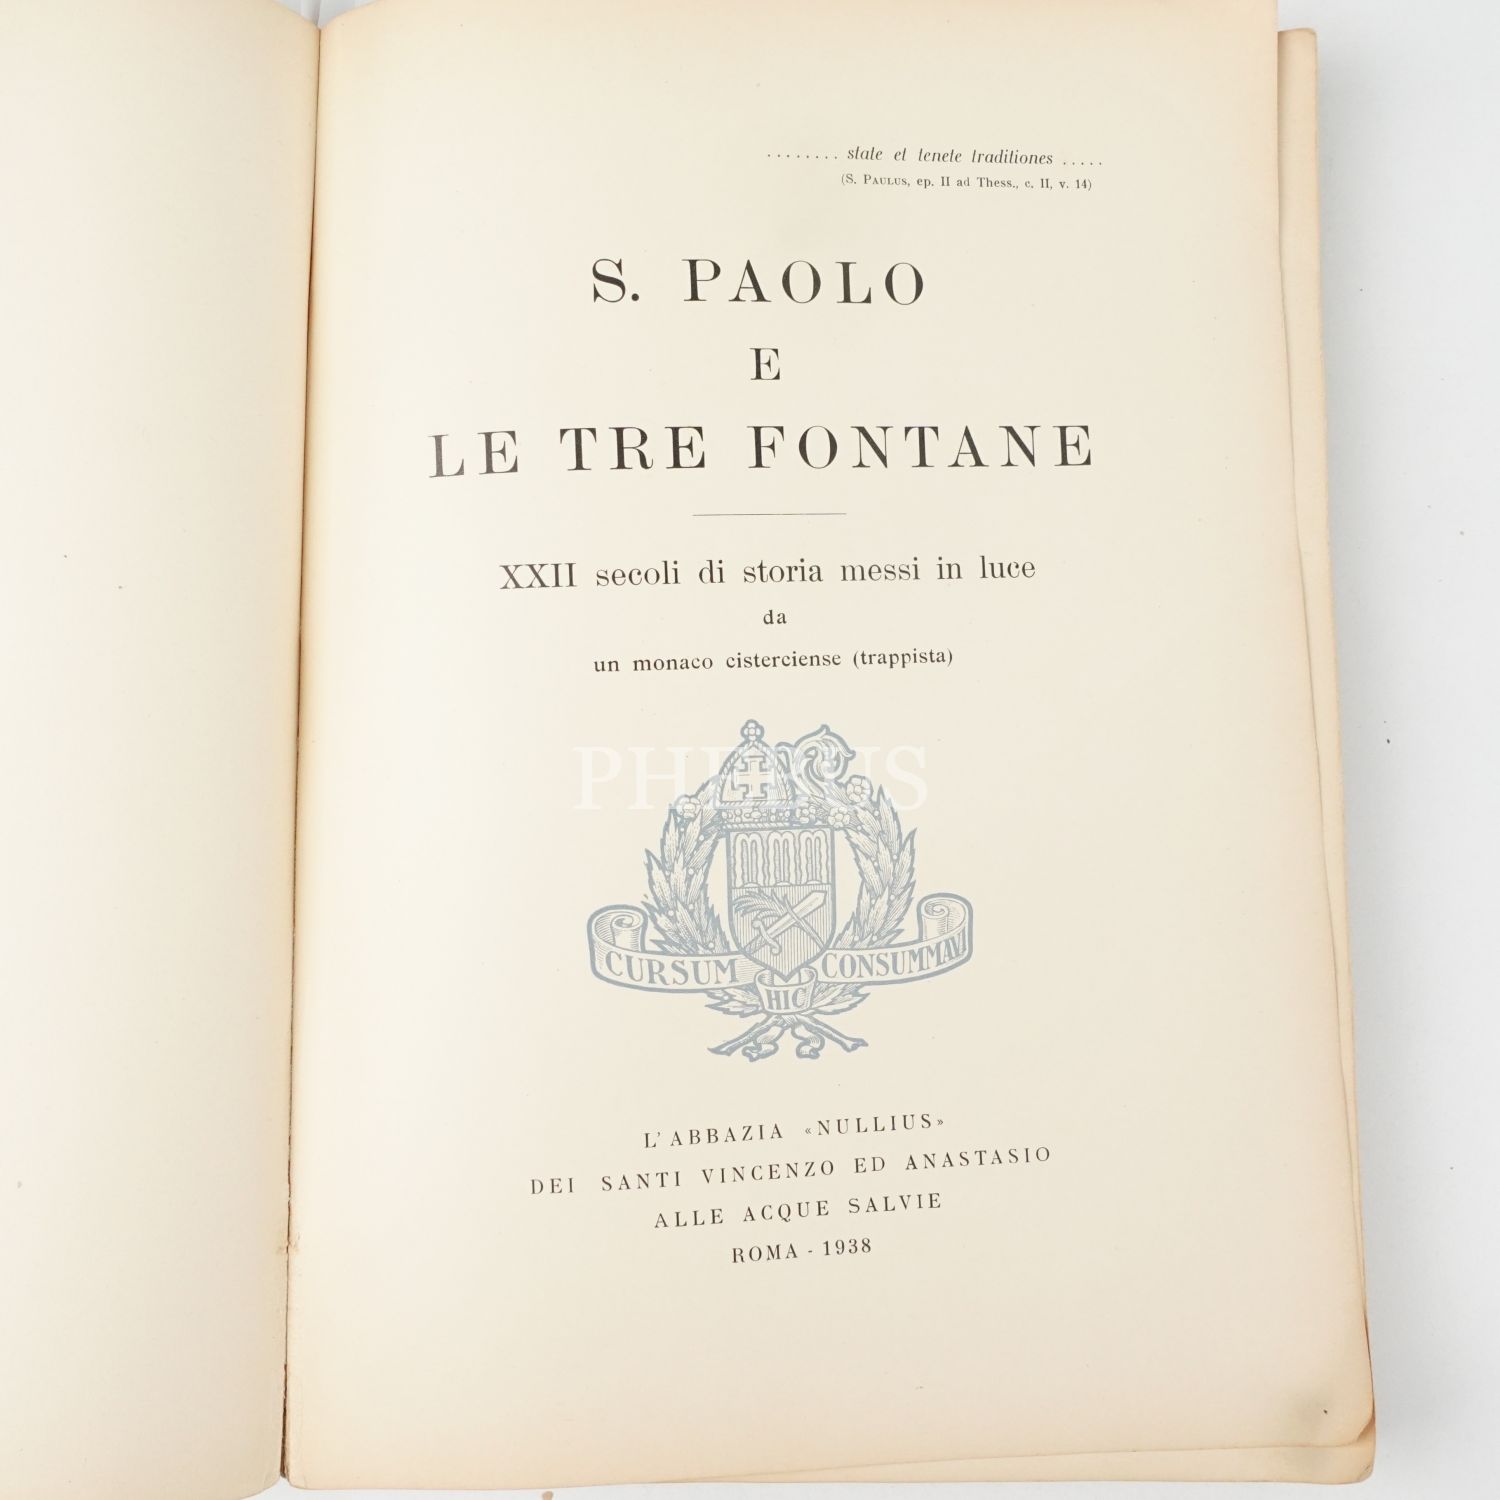 ........ state et tenete traditiones .....
(S. PAULUS, ep. II ad Thess., c. II, v. 14)
S. PAOLO
E
LE TRE FONTANE
XXII secoli di storia messi in luce
da
un monaco cisterciense (trappista)
PHEBUS
CURSUM HIC CONSUMMAVI
L'ABBAZIA «NULLIUS»
DEI SANTI VINCENZO ED ANASTASIO
ALLE ACQUE SALVIE
ROMA - 1938